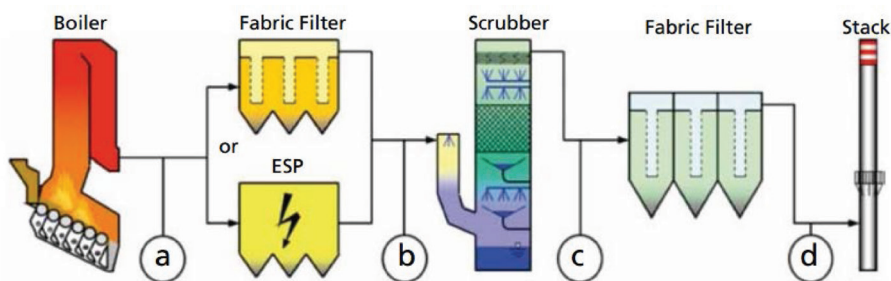 Boiler
Fabric Filter
Scrubber
Fabric Filter
Stack
or
ESP
a
b
c
d